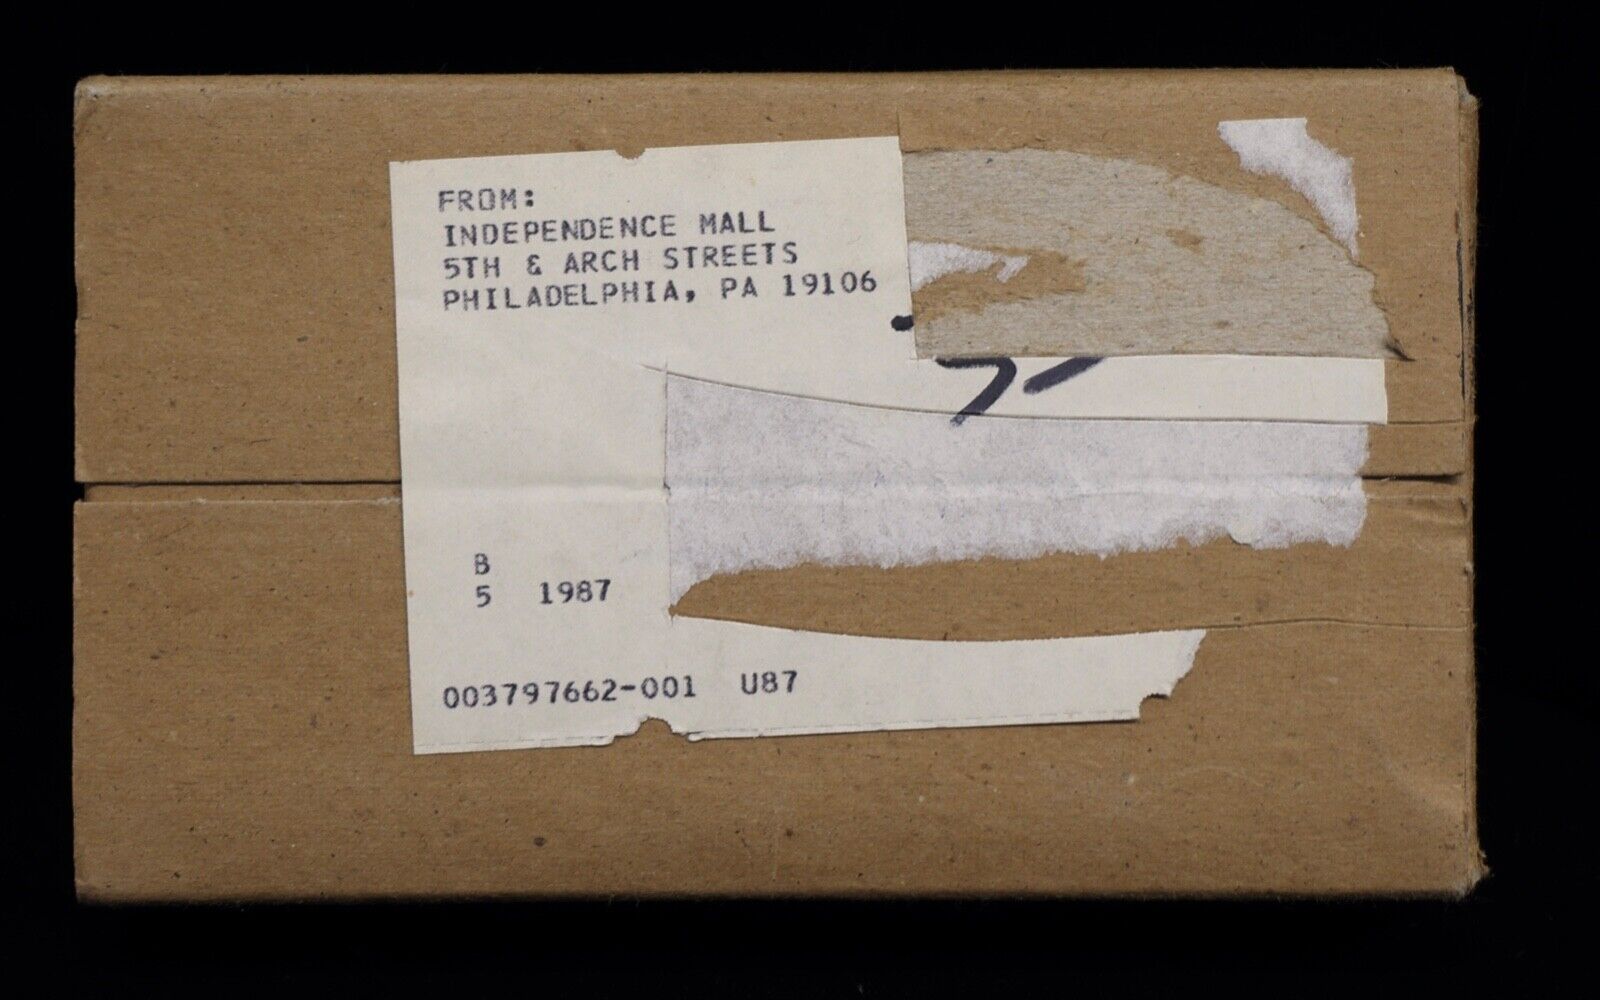 FROM:
INDEPENDENCE MALL
5TH & ARCH STREETS
PHILADELPHIA, PA 19106
B
5 1987
003797662-001 U87